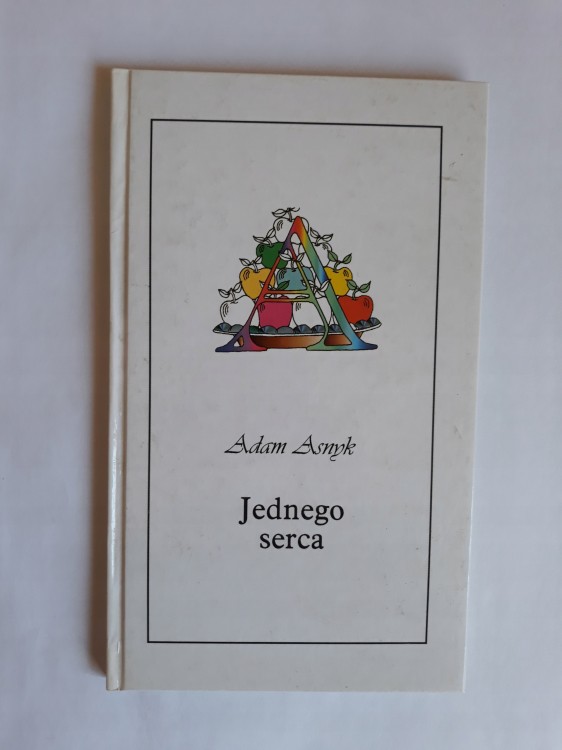 A
Adam Asnyk
Jednego
serca